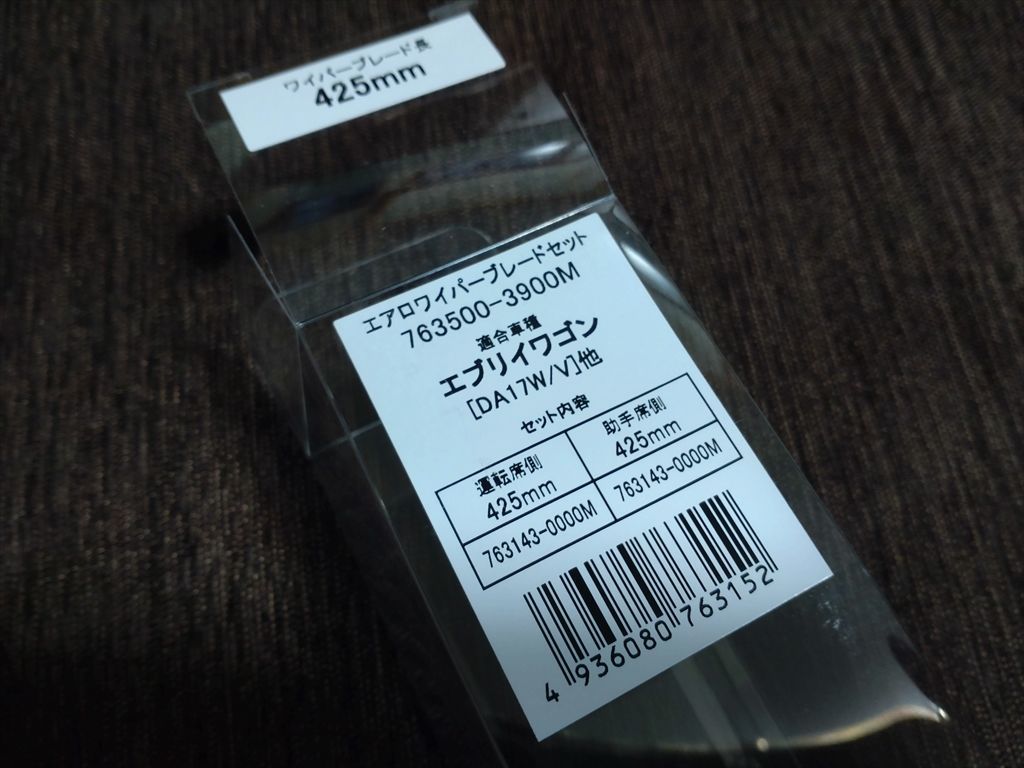 ワイパーブレード長
425mm
エアロワイパーブレードセット
763500-3900M
適合車種
エブリイワゴン
[DA17W/V]他
セット内容
運転席側
425mm
助手席側
425mm
763143-0000M
763143-0000M
4936080763152